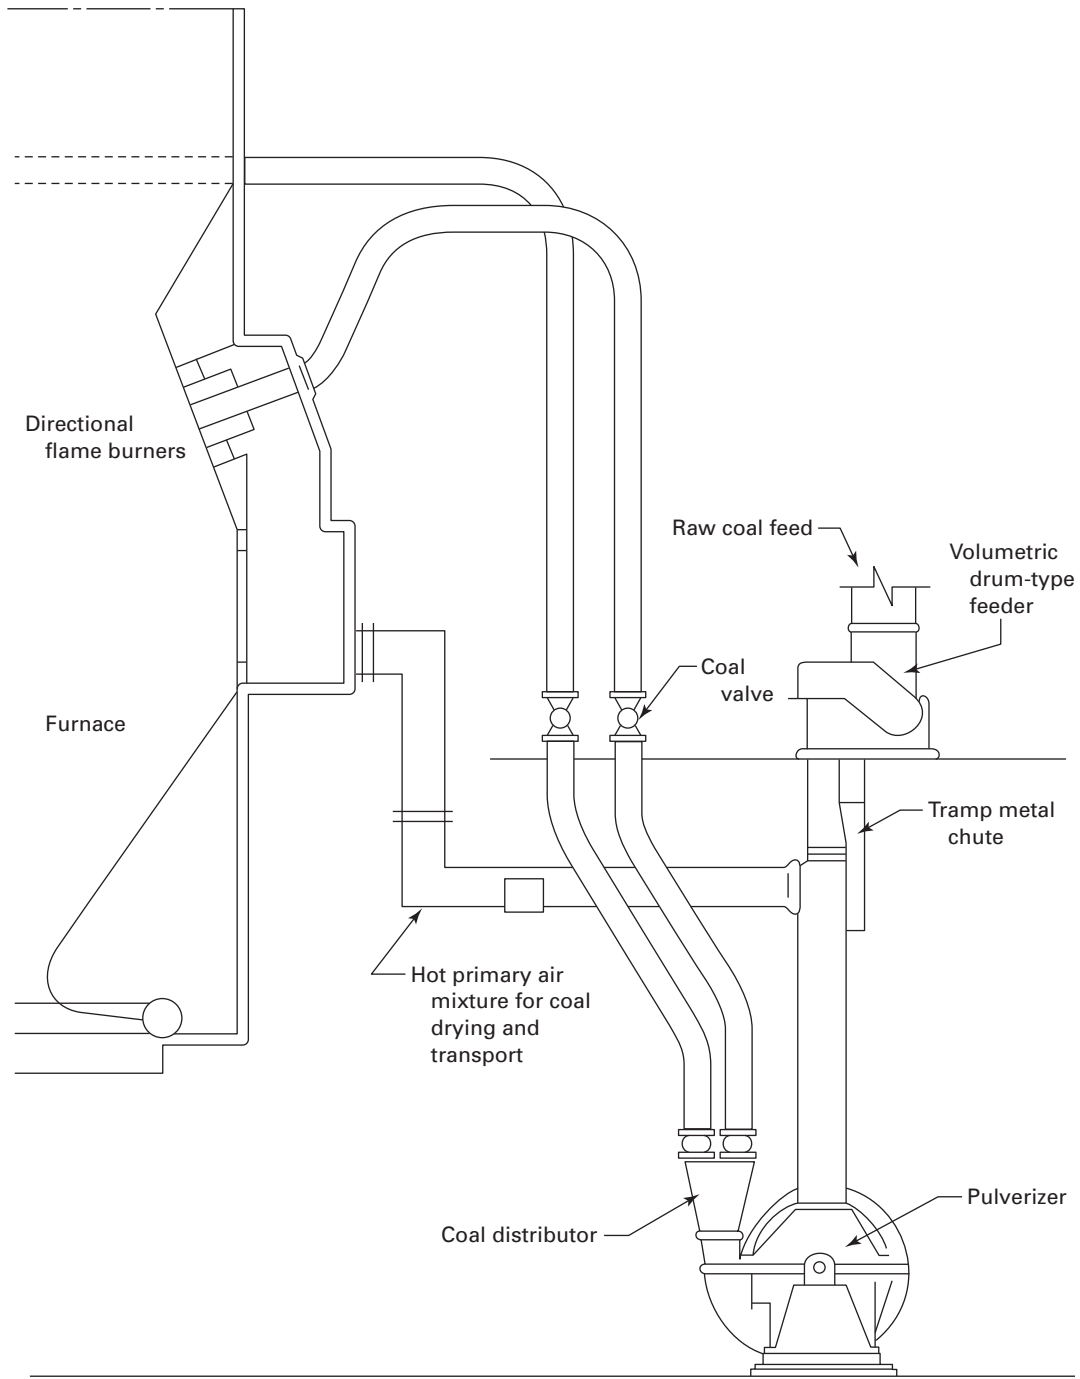 Directional
flame burners
Raw coal feed
Volumetric
drum-type
feeder
Coal
valve
Furnace
Tramp metal
chute
Hot primary air
mixture for coal
drying and
transport
Pulverizer
Coal distributor